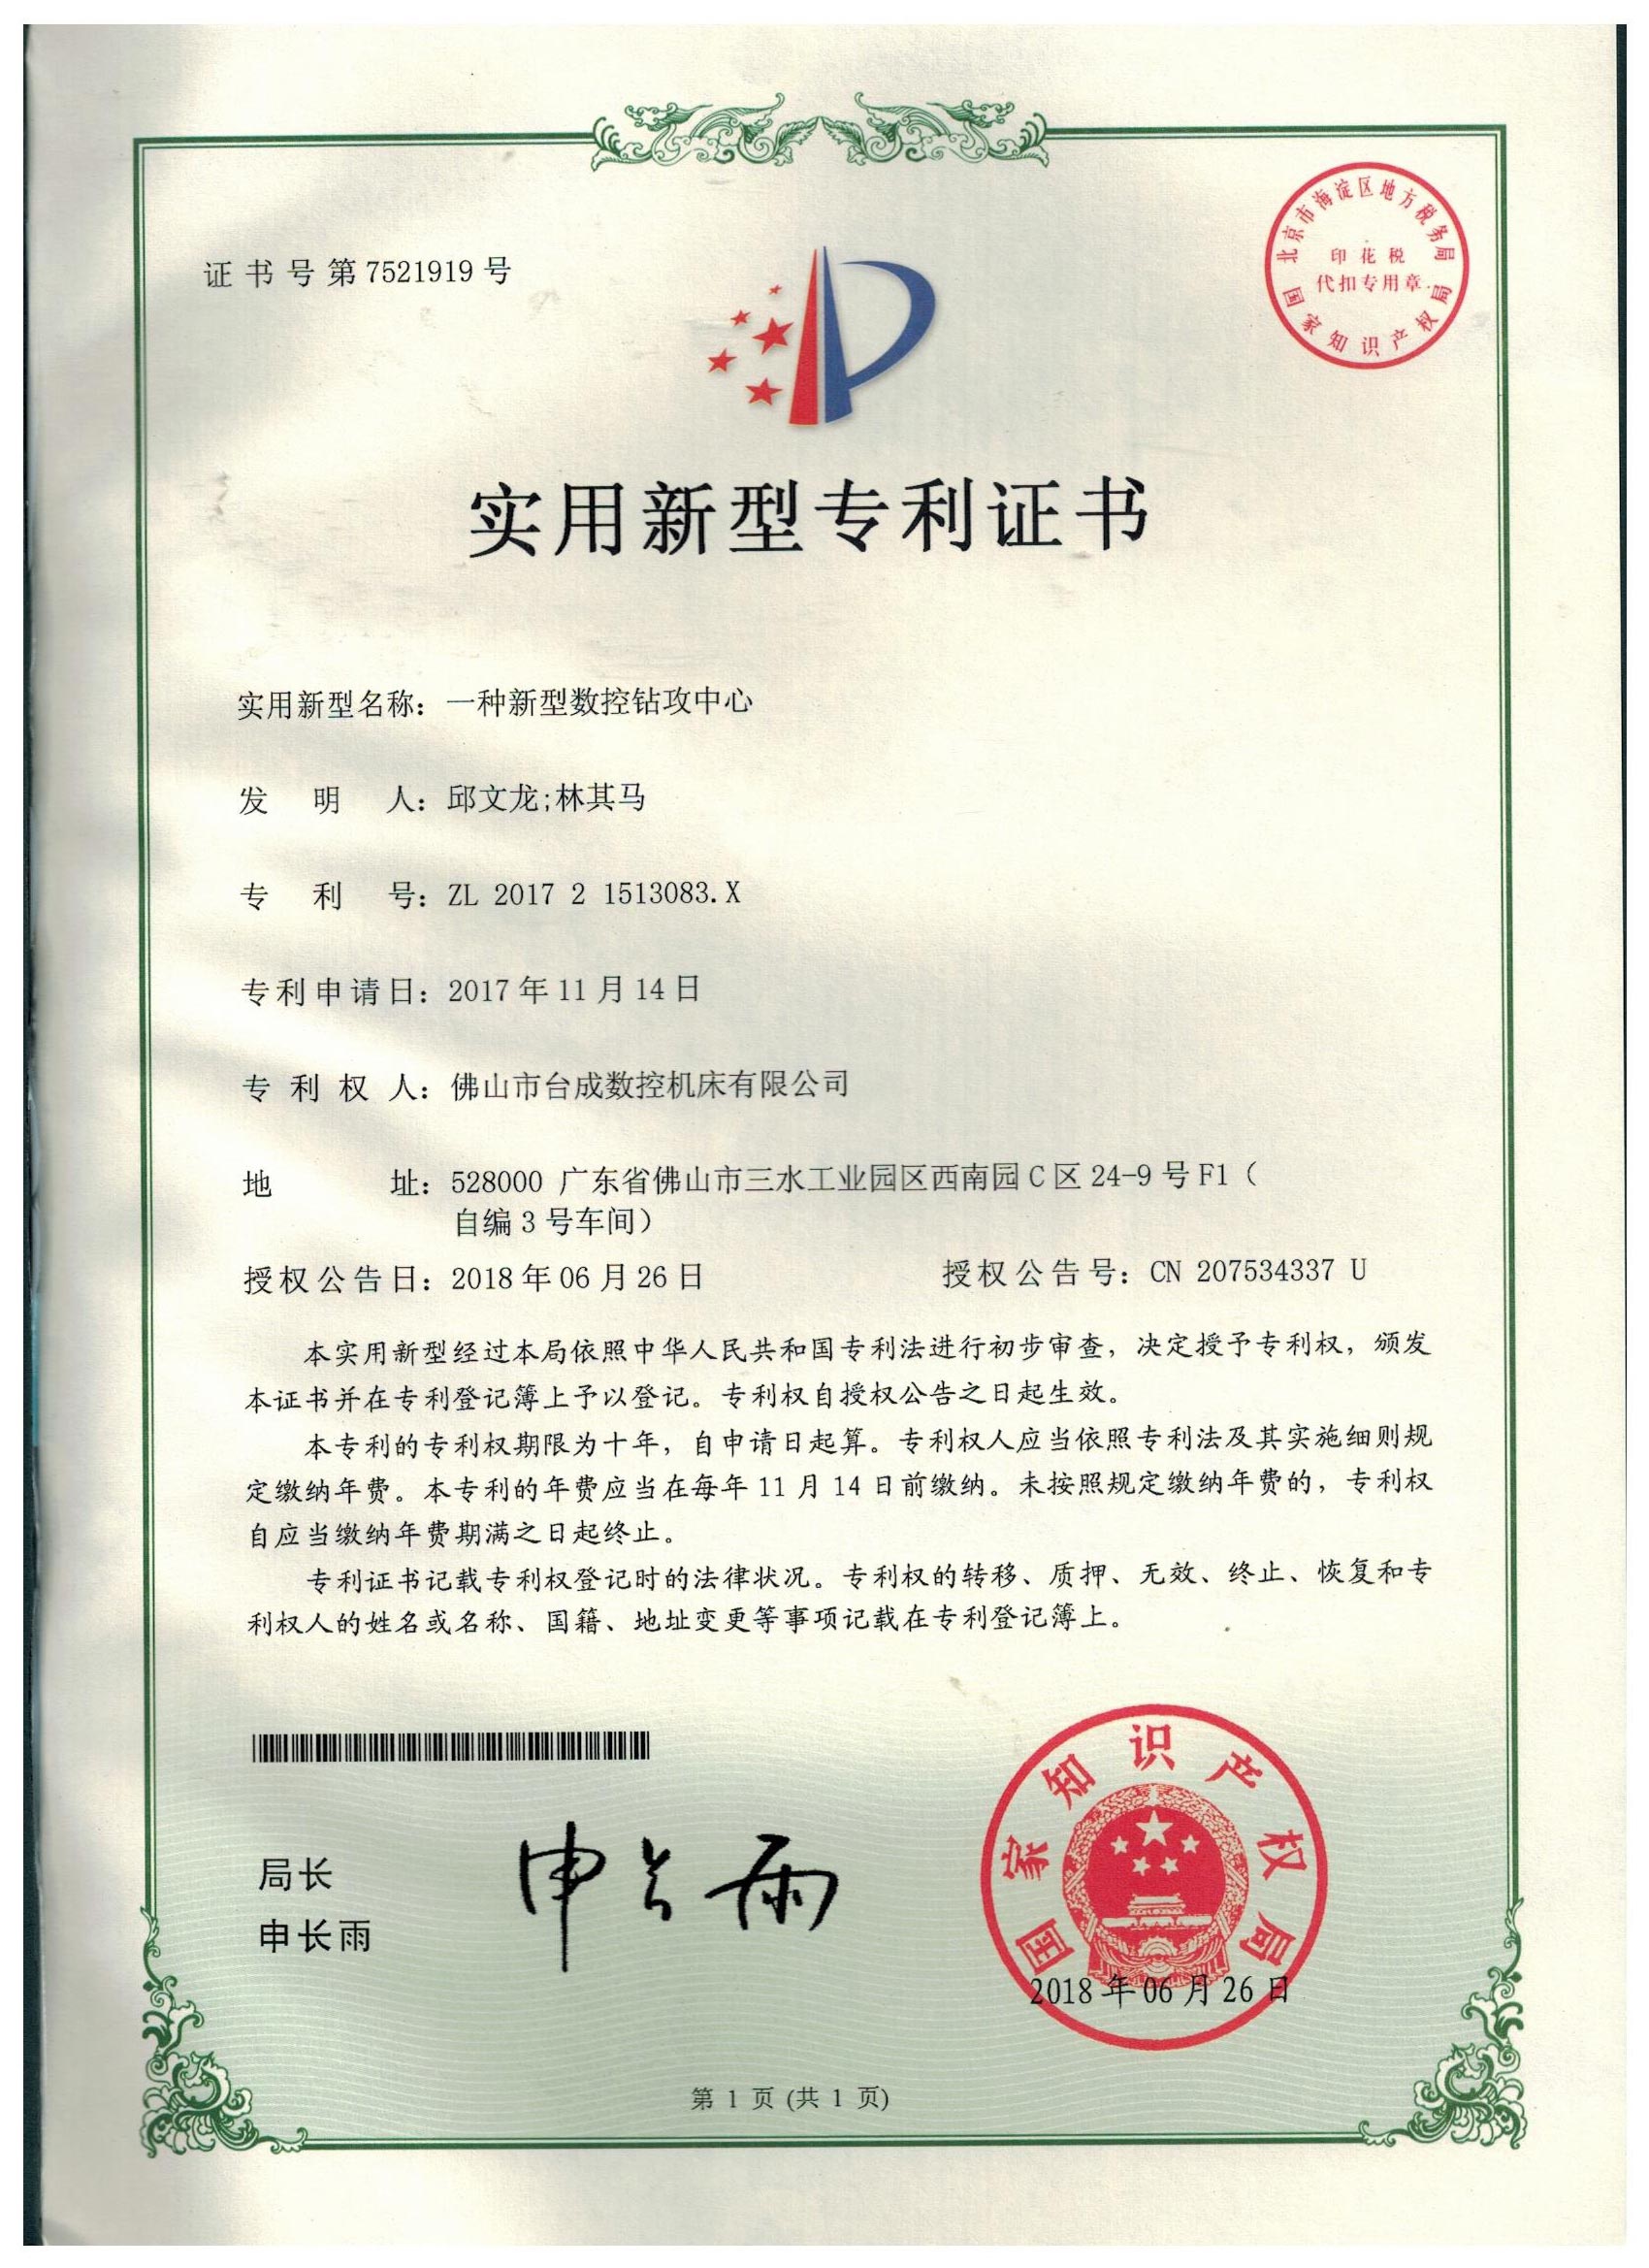 证书号第7521919号
北京市海淀区地方税务局
印花税
代扣专用章
国家知识产权局
实用新型专利证书
实用新型名称：一种新型数控钻攻中心
发明人：邱文龙;林其马
专利号：ZL 2017 2 1513083.X
专利申请日：2017年11月14日
专利权人：佛山市台成数控机床有限公司
地址：528000 广东省佛山市三水工业园区西南园C区24-9号F1（
自编3号车间）
授权公告日：2018年06月26日 授权公告号：CN 207534337 U
本实用新型经过本局依照中华人民共和国专利法进行初步审查，决定授予专利权，颁发
本证书并在专利登记簿上予以登记。专利权自授权公告之日起生效。
本专利的专利权期限为十年，自申请日起算。专利权人应当依照专利法及其实施细则规
定缴纳年费。本专利的年费应当在每年11月14日前缴纳。未按照规定缴纳年费的，专利权
自应当缴纳年费期满之日起终止。
专利证书记载专利权登记时的法律状况。专利权的转移、质押、无效、终止、恢复和专
利权人的姓名或名称、国籍、地址变更等事项记载在专利登记簿上。
局长
申长雨
申长雨
国家知识产权局
2018年06月26日
第 1 页 (共 1 页)